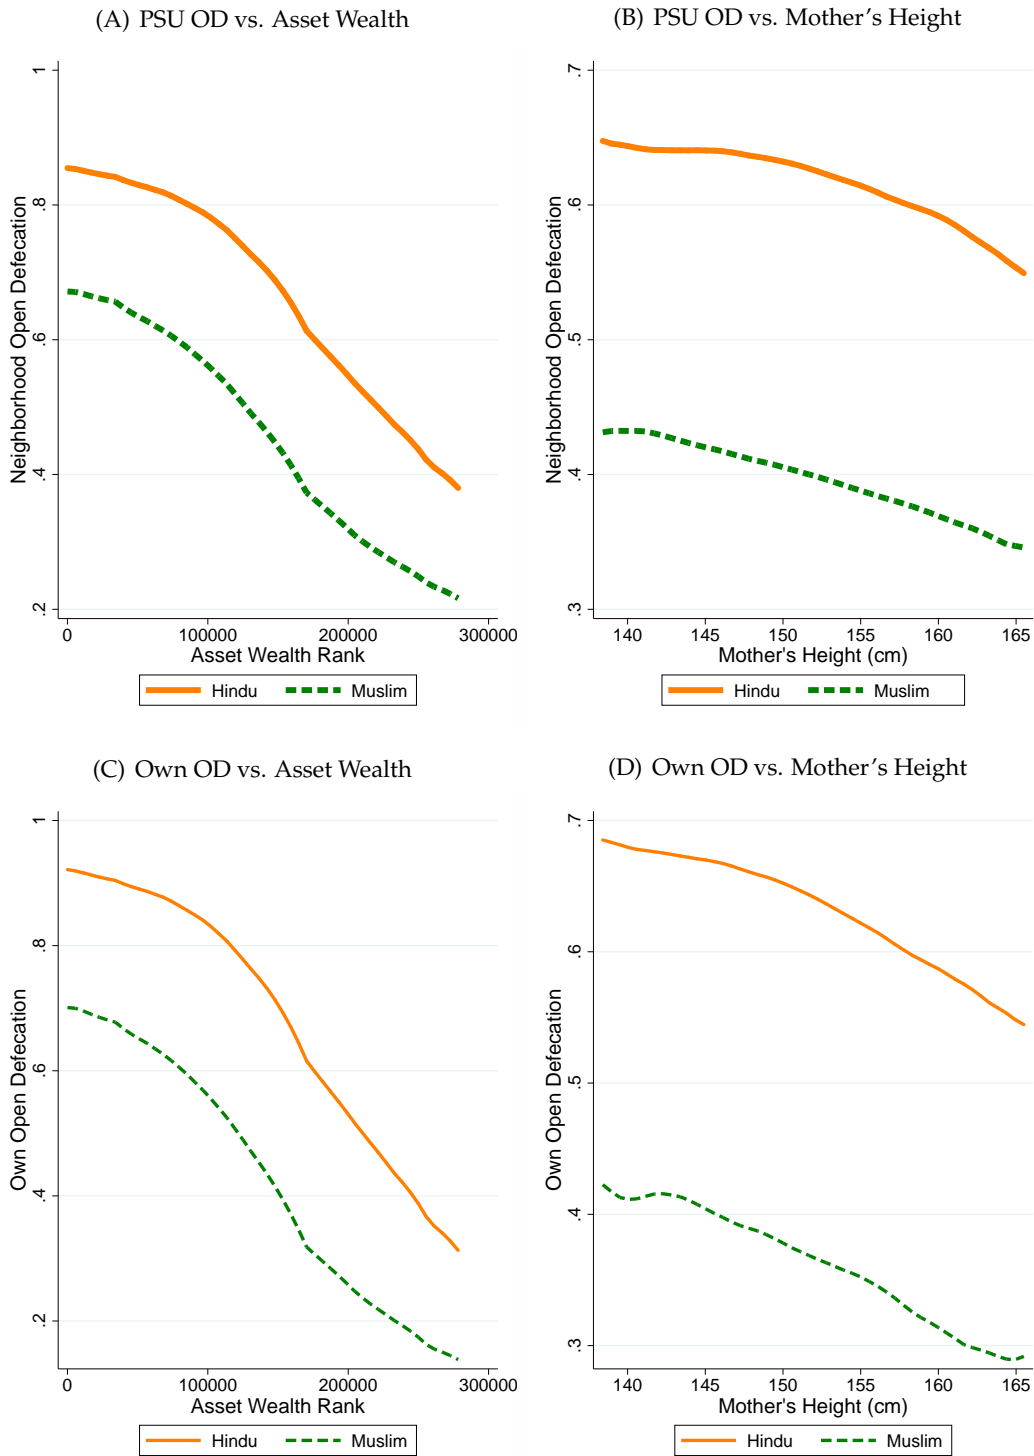 (A) PSU OD vs. Asset Wealth
Neighborhood Open Defecation
1
.8
.6
.4
.2
0 100000 200000 300000
Asset Wealth Rank
Hindu Muslim
(B) PSU OD vs. Mother's Height
Neighborhood Open Defecation
.7
.6
.5
.4
.3
140 145 150 155 160 165
Mother's Height (cm)
Hindu Muslim
(C) Own OD vs. Asset Wealth
Own Open Defecation
1
.8
.6
.4
.2
0 100000 200000 300000
Asset Wealth Rank
Hindu Muslim
(D) Own OD vs. Mother's Height
Own Open Defecation
.7
.6
.5
.4
.3
140 145 150 155 160 165
Mother's Height (cm)
Hindu Muslim